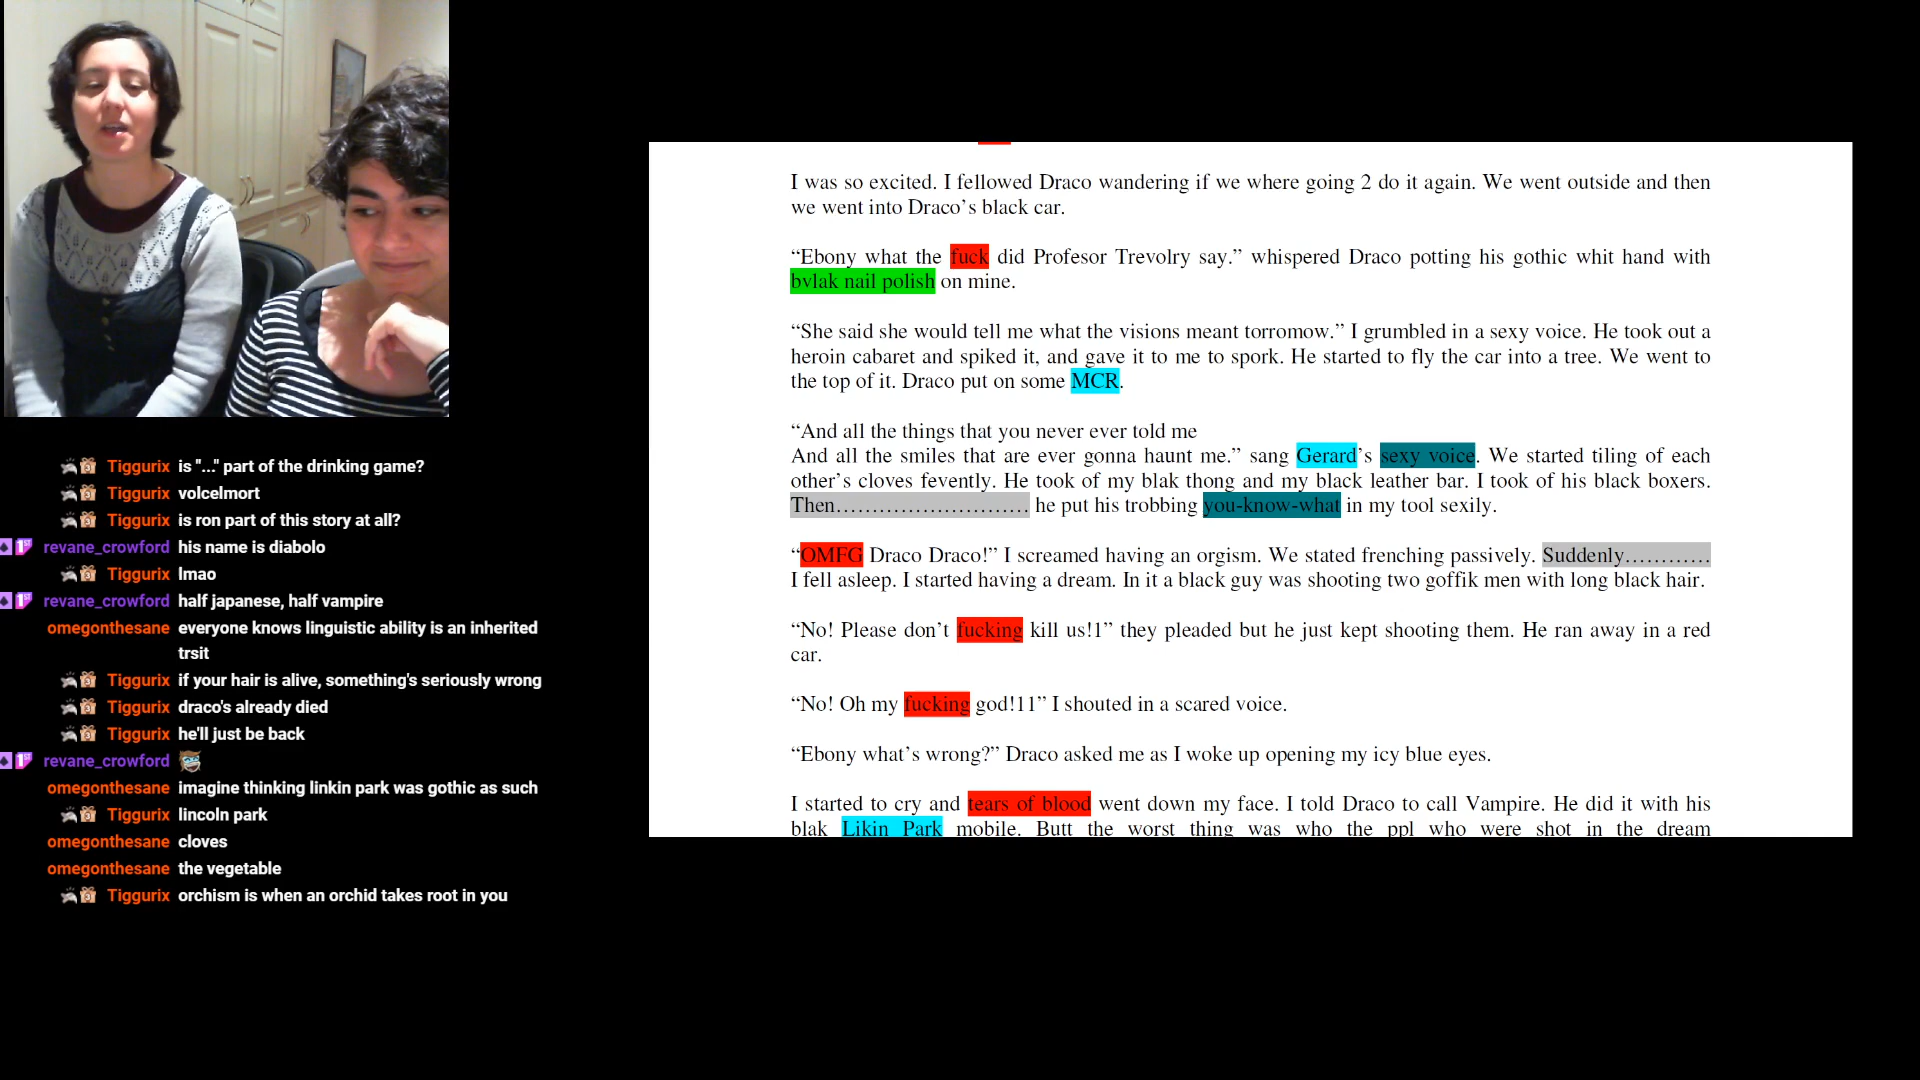 Tiggurix is "..." part of the drinking game?
Tiggurix volcelmort
Tiggurix is ron part of this story at all?
revane_crowford his name is diabolo
Tiggurix lmao
revane_crowford half japanese, half vampire
omegonthesane everyone knows linguistic ability is an inherited
trsit
Tiggurix if your hair is alive, something's seriously wrong
Tiggurix draco's already died
Tiggurix he'll just be back
revane_crowford
omegonthesane imagine thinking linkin park was gothic as such
Tiggurix lincoln park
omegonthesane cloves
omegonthesane the vegetable
Tiggurix orchism is when an orchid takes root in you
I was so excited. I fellowed Draco wandering if we where going 2 do it again. We went outside and then
we went into Draco’s black car.
“Ebony what the fuck did Profesor Trevolry say.” whispered Draco potting his gothic whit hand with
bvlak nail polish on mine.
“She said she would tell me what the visions meant torromow.” I grumbled in a sexy voice. He took out a
heroin cabaret and spiked it, and gave it to me to spork. He started to fly the car into a tree. We went to
the top of it. Draco put on some MCR.
“And all the things that you never ever told me
And all the smiles that are ever gonna haunt me.” sang Gerard’s sexy voice. We started tiling of each
other’s cloves fevently. He took of my blak thong and my black leather bar. I took of his black boxers.
Then……………………… he put his trobbing you-know-what in my tool sexily.
“OMFG Draco Draco!” I screamed having an orgism. We stated frenching passively. Suddenly…………
I fell asleep. I started having a dream. In it a black guy was shooting two goffik men with long black hair.
“No! Please don’t fucking kill us!1” they pleaded but he just kept shooting them. He ran away in a red
car.
“No! Oh my fucking god!11” I shouted in a scared voice.
“Ebony what’s wrong?” Draco asked me as I woke up opening my icy blue eyes.
I started to cry and tears of blood went down my face. I told Draco to call Vampire. He did it with his
blak Likin Park mobile. Butt the worst thing was who the ppl who were shot in the dream